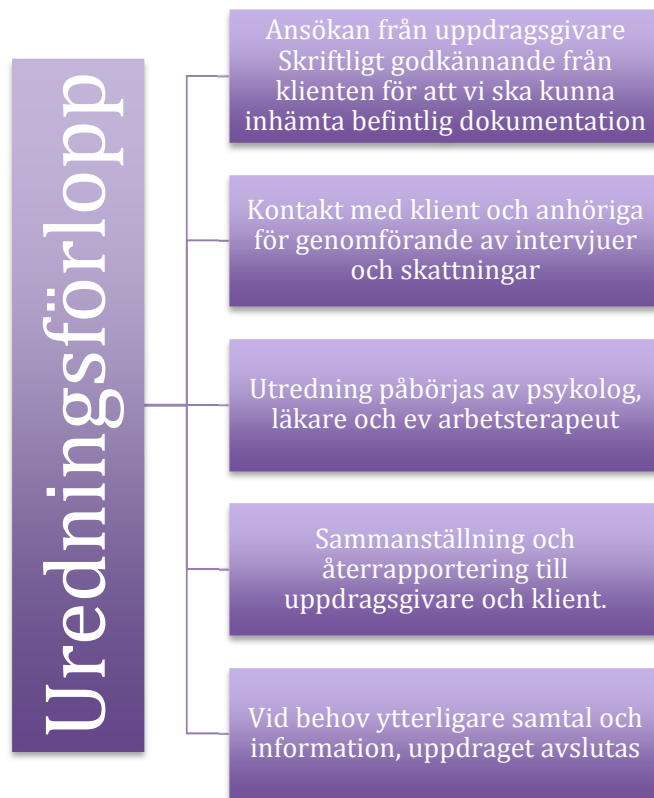 Uredningsförlopp
Ansökan från uppdragsgivare
Skriftligt godkännande från
klienten för att vi ska kunna
inhämta befintlig dokumentation
Kontakt med klient och anhöriga
för genomförande av intervjuer
och skattningar
Utredning påbörjas av psykolog,
läkare och ev arbetsterapeut
Sammanställning och
återrapportering till
uppdragsgivare och klient.
Vid behov ytterligare samtal och
information, uppdraget avslutas